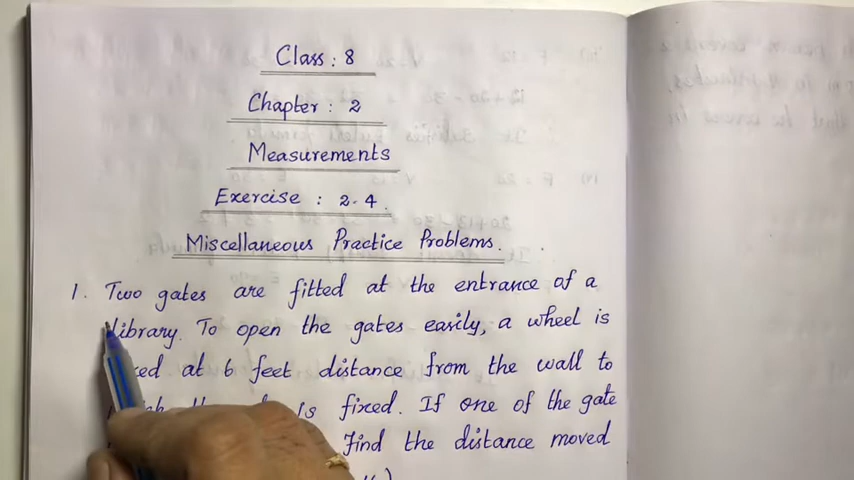 Class : 8
Chapter : 2
Measurements
Exercise : 2.4
Miscellaneous Practice Problems.
1. Two gates are fitted at the entrance of a
library. To open the gates easily, a wheel is
at 6 feet distance from the wall to
is fixed. If one of the gate
Find the distance moved